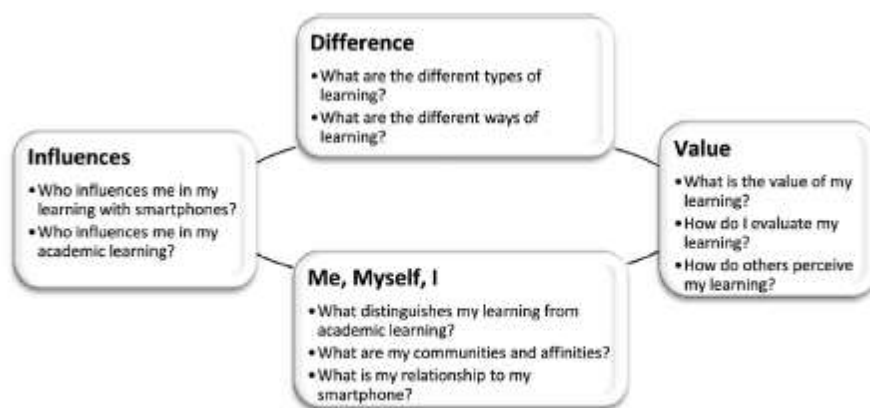 Difference
•What are the different types of
learning?
•What are the different ways of
learning?
Influences
•Who influences me in my
learning with smartphones?
•Who influences me in my
academic learning?
Value
•What is the value of my
learning?
•How do I evaluate my
learning?
•How do others perceive
my learning?
Me, Myself, I
•What distinguishes my learning from
academic learning?
•What are my communities and affinities?
•What is my relationship to my
smartphone?